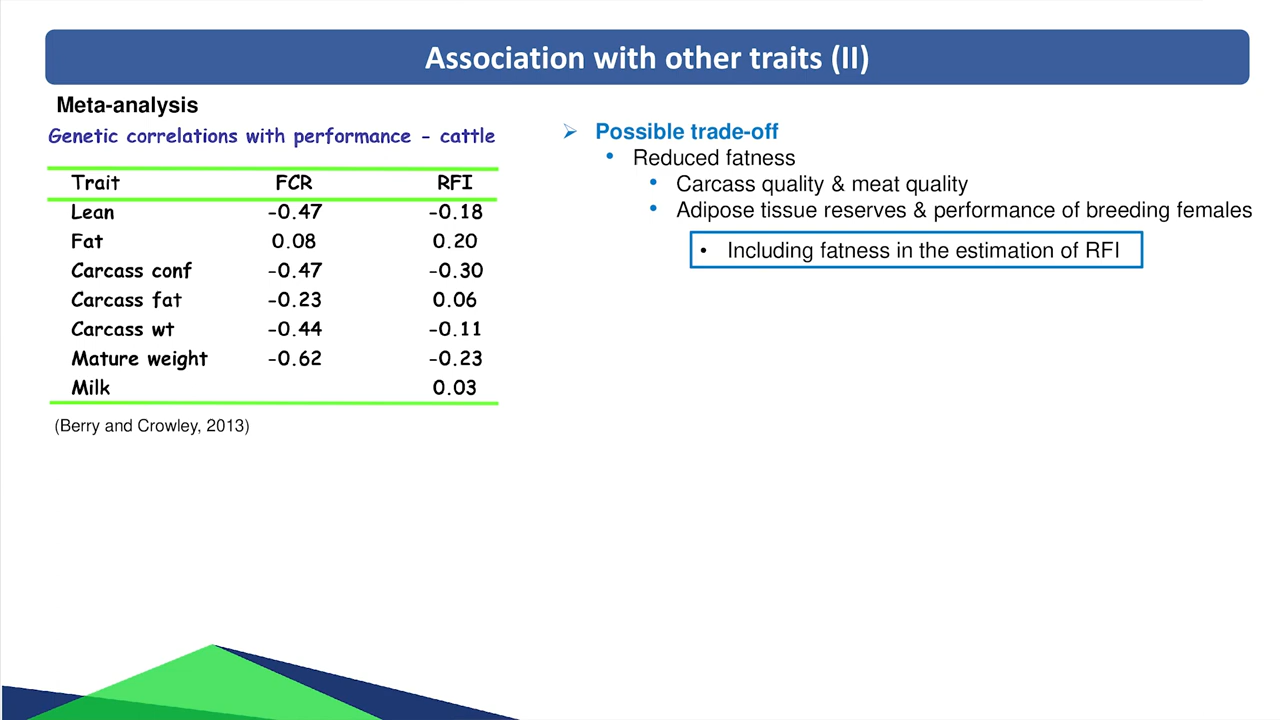 Association with other traits (II)
Meta-analysis
Genetic correlations with performance - cattle
Trait FCR RFI
Lean -0.47 -0.18
Fat 0.08 0.20
Carcass conf -0.47 -0.30
Carcass fat -0.23 0.06
Carcass wt -0.44 -0.11
Mature weight -0.62 -0.23
Milk 0.03
(Berry and Crowley, 2013)
➢ Possible trade-off
• Reduced fatness
• Carcass quality & meat quality
• Adipose tissue reserves & performance of breeding females
• Including fatness in the estimation of RFI